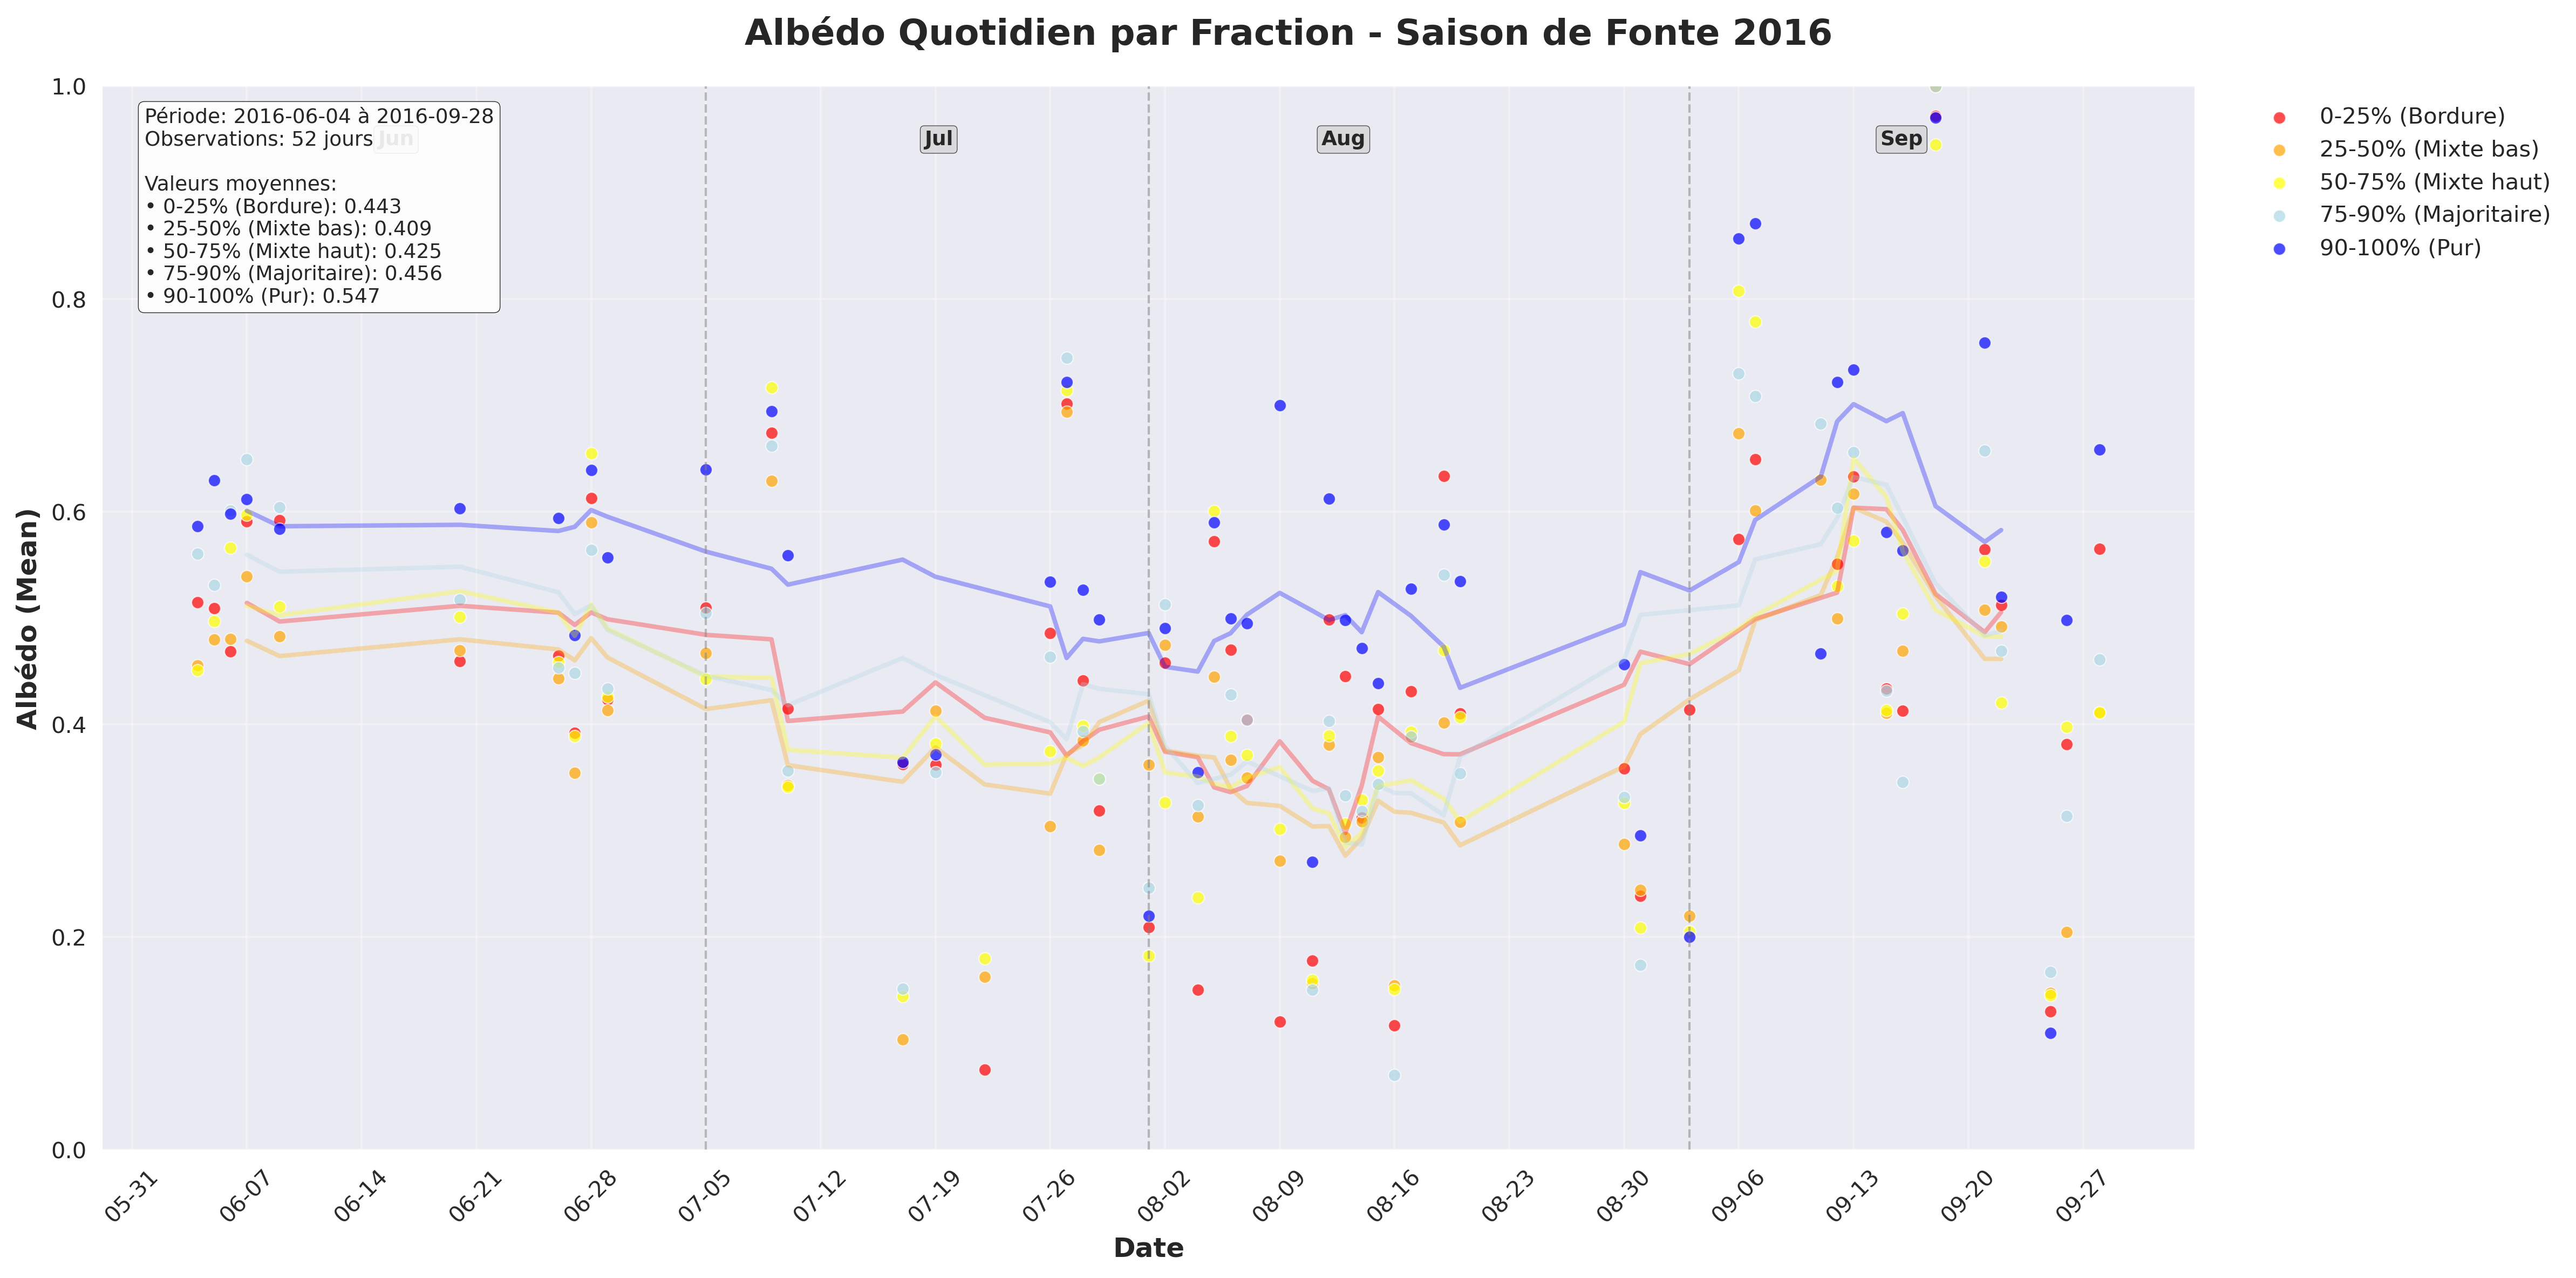 Albédo Quotidien par Fraction - Saison de Fonte 2016
Période: 2016-06-04 à 2016-09-28
Observations: 52 jours
Valeurs moyennes:
• 0-25% (Bordure): 0.443
• 25-50% (Mixte bas): 0.409
• 50-75% (Mixte haut): 0.425
• 75-90% (Majoritaire): 0.456
• 90-100% (Pur): 0.547
Jun
Jul
Aug
Sep
0-25% (Bordure)
25-50% (Mixte bas)
50-75% (Mixte haut)
75-90% (Majoritaire)
90-100% (Pur)
Albédo (Mean)
1.0
0.8
0.6
0.4
0.2
0.0
05-31
06-07
06-14
06-21
06-28
07-05
07-12
07-19
07-26
08-02
08-09
08-16
08-23
08-30
09-06
09-13
09-20
09-27
Date